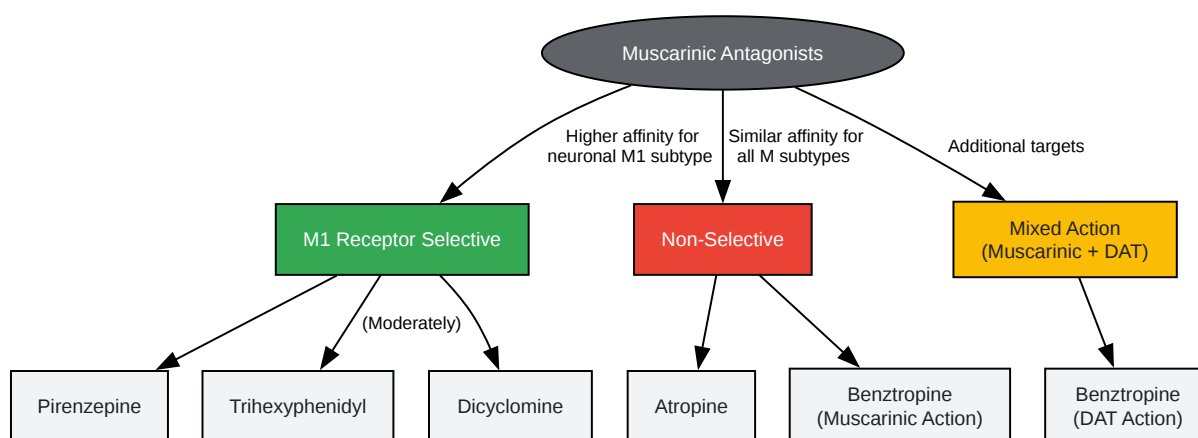 Muscarinic Antagonists
Higher affinity for
neuronal M1 subtype
Similar affinity for
all M subtypes
Additional targets
M1 Receptor Selective
Non-Selective
Mixed Action
(Muscarinic + DAT)
(Moderately)
Pirenzepine
Trihexyphenidyl
Dicyclomine
Atropine
Benztropine
(Muscarinic Action)
Benztropine
(DAT Action)